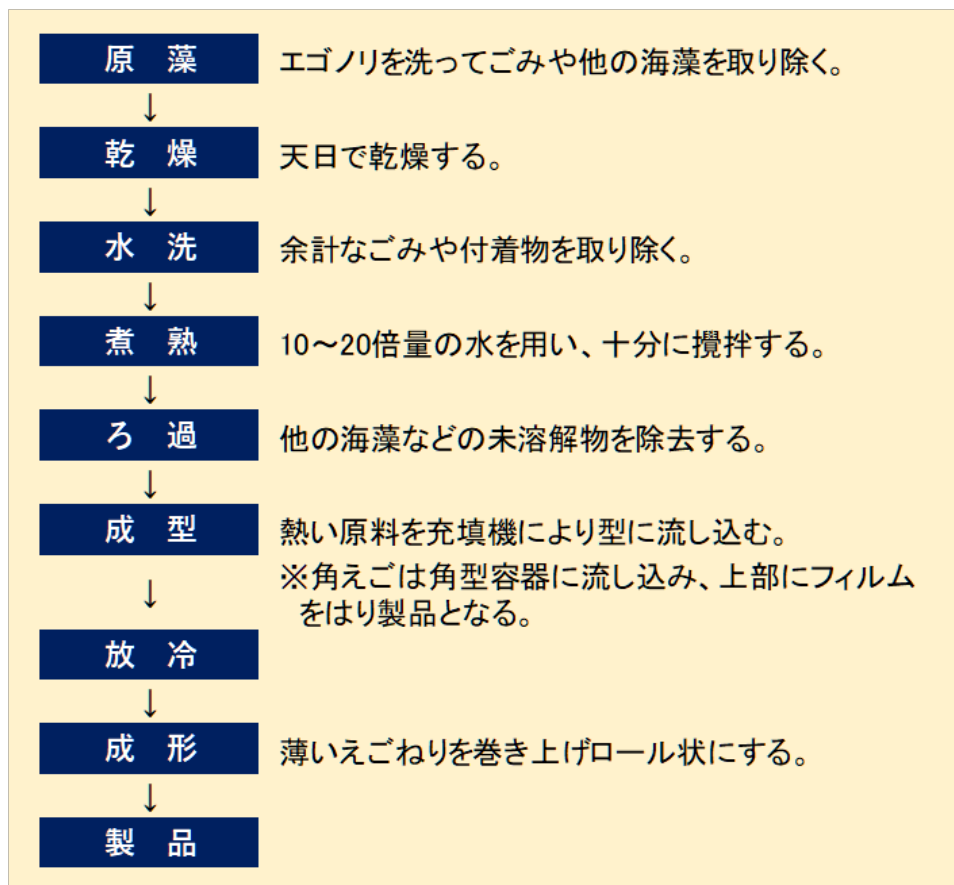 原　藻　エゴノリを洗ってごみや他の海藻を取り除く。
↓
乾　燥　天日で乾燥する。
↓
水　洗　余計なごみや付着物を取り除く。
↓
煮　熟　10～20倍量の水を用い、十分に攪拌する。
↓
ろ　過　他の海藻などの未溶解物を除去する。
↓
成　型　熱い原料を充填機により型に流し込む。
※角えごは角型容器に流し込み、上部にフィルム
をはり製品となる。
↓
放　冷
↓
成　形　薄いえごねりを巻き上げロール状にする。
↓
製　品